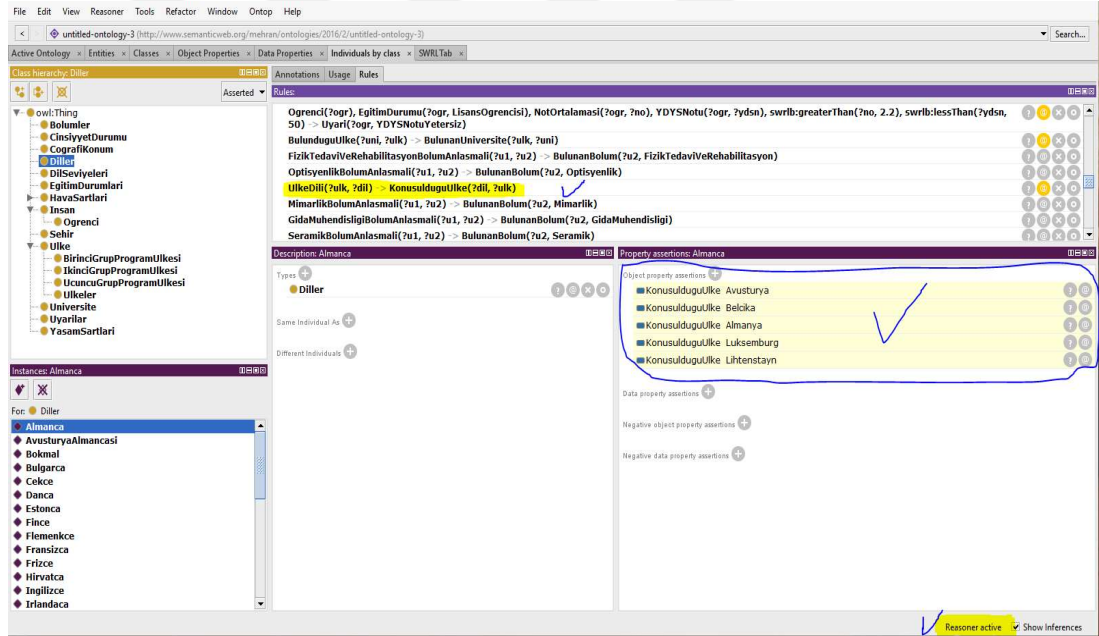 File Edit View Reasoner Tools Refactor Window Ontop Help
untitled-ontology-3 (http://www.semanticweb.org/mehran/ontologies/2016/2/untitled-ontology-3)
Search...
Active Ontology × Entities × Classes × Object Properties × Data Properties × Individuals by class × SWRLTab ×
Class hierarchy: Diller
Asserted
owl:Thing
Bolumler
CinsiyyetDurumu
CografiKonum
Diller
DilSeviyeleri
EgitimDurumlari
HavaSartlari
Insan
Ogrenci
Sehir
Ulke
BirinciGrupProgramUlkesi
IkinciGrupProgramUlkesi
UcuncuGrupProgramUlkesi
Ulkeler
Universite
Uyarilar
YasamSartlari
Annotations Usage Rules
Rules:
Ogrenci(?ogr), EgitimDurumu(?ogr, LisansOgrencisi), NotOrtalamasi(?ogr, ?no), YDYSNotu(?ogr, ?ydsn), swrlb:greaterThan(?no, 2.2), swrlb:lessThan(?ydsn,
50) -> Uyari(?ogr, YDYSNotuYetersiz)
BulunduguUlke(?uni, ?ulk) -> BulunanUniversite(?ulk, ?uni)
FizikTedaviVeRehabilitasyonBolumAnlasmali(?u1, ?u2) -> BulunanBolum(?u2, FizikTedaviVeRehabilitasyon)
OptisyenlikBolumAnlasmali(?u1, ?u2) -> BulunanBolum(?u2, Optisyenlik)
UlkeDili(?ulk, ?dil) -> KonusulduguUlke(?dil, ?ulk)
MimarlikBolumAnlasmali(?u1, ?u2) -> BulunanBolum(?u2, Mimarlik)
GidaMuhendisligiBolumAnlasmali(?u1, ?u2) -> BulunanBolum(?u2, GidaMuhendisligi)
SeramikBolumAnlasmali(?u1, ?u2) -> BulunanBolum(?u2, Seramik)
Description: Almanca
Types
Diller
Same Individual As
Different Individuals
Property assertions: Almanca
Object property assertions
KonusulduguUlke Avusturya
KonusulduguUlke Belcika
KonusulduguUlke Almanya
KonusulduguUlke Luksemburg
KonusulduguUlke Lihtenstayn
Data property assertions
Negative object property assertions
Negative data property assertions
Instances: Almanca
For: Diller
Almanca
AvusturyaAlmancasi
Bokmal
Bulgarca
Cekce
Danca
Estonca
Fince
Flemenkce
Fransizca
Frizce
Hirvatca
Ingilizce
Irlandaca
Reasoner active Show Inferences